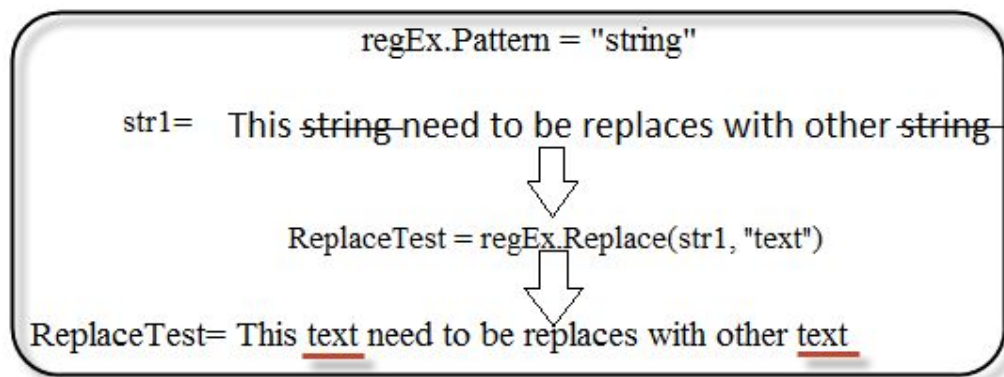 regEx.Pattern = "string"
str1= This string need to be replaces with other string
ReplaceTest = regEx.Replace(str1, "text")
ReplaceTest= This text need to be replaces with other text